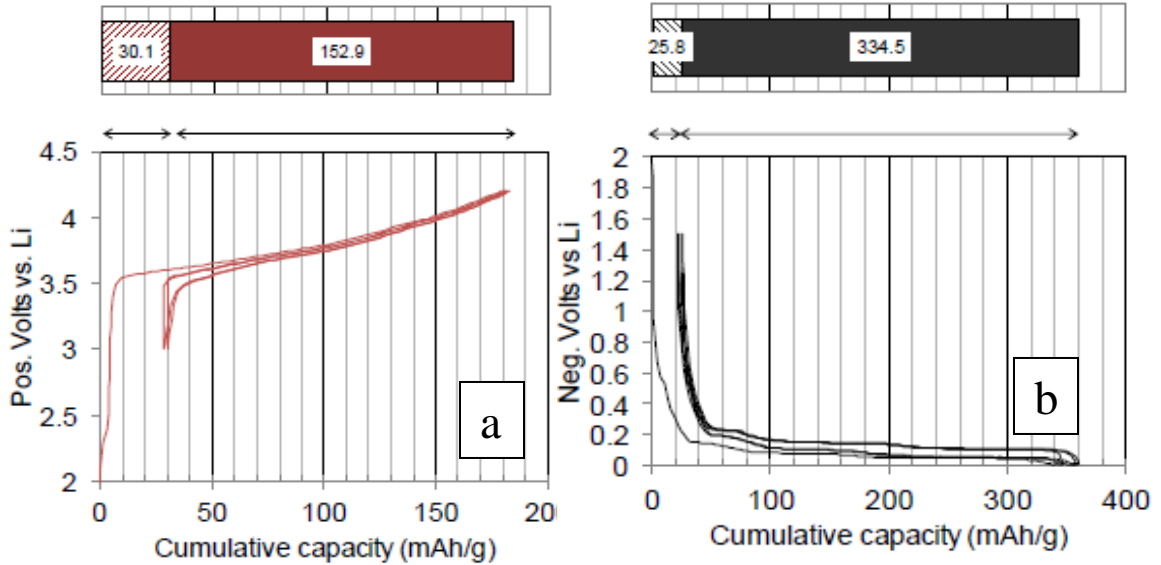 30.1 152.9
4.5
4
3.5
3
2.5
2
Pos. Volts vs. Li
0 50 100 150 20
Cumulative capacity (mAh/g)
a
25.8 334.5
2
1.8
1.6
1.4
1.2
1
0.8
0.6
0.4
0.2
0
Neg. Volts vs Li
0 100 200 300 400
Cumulative capacity (mAh/g)
b